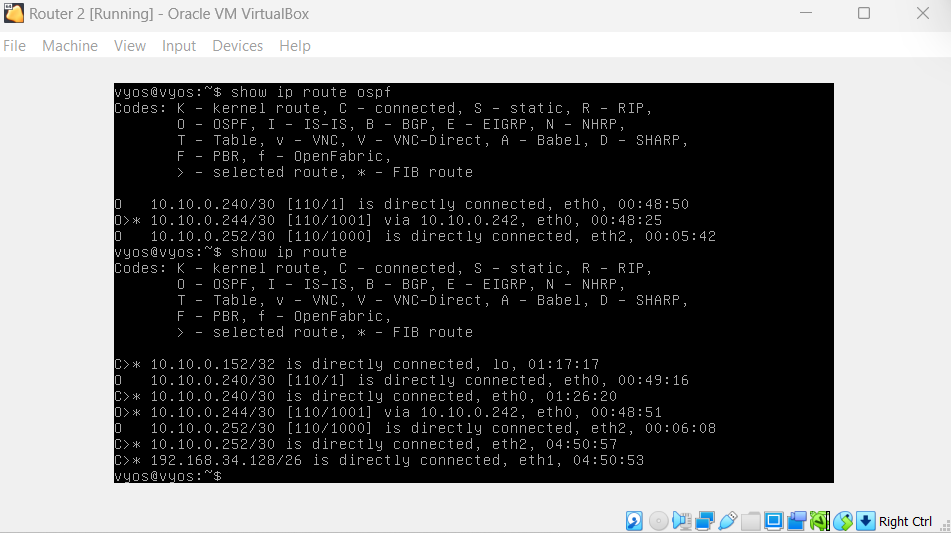 Router 2 [Running] - Oracle VM VirtualBox
File Machine View Input Devices Help
vyos@vyos:~$ show ip route ospf
Codes: K - kernel route, C - connected, S - static, R - RIP,
O - OSPF, I - IS-IS, B - BGP, E - EIGRP, N - NHRP,
T - Table, v - VNC, V - VNC-Direct, A - Babel, D - SHARP,
F - PBR, f - OpenFabric,
> - selected route, * - FIB route
O   10.10.0.240/30 [110/1] is directly connected, eth0, 00:48:50
O>* 10.10.0.244/30 [110/1001] via 10.10.0.242, eth0, 00:48:25
O   10.10.0.252/30 [110/1000] is directly connected, eth2, 00:05:42
vyos@vyos:~$ show ip route
Codes: K - kernel route, C - connected, S - static, R - RIP,
O - OSPF, I - IS-IS, B - BGP, E - EIGRP, N - NHRP,
T - Table, v - VNC, V - VNC-Direct, A - Babel, D - SHARP,
F - PBR, f - OpenFabric,
> - selected route, * - FIB route
C>* 10.10.0.152/32 is directly connected, lo, 01:17:17
O   10.10.0.240/30 [110/1] is directly connected, eth0, 00:49:16
C>* 10.10.0.240/30 is directly connected, eth0, 01:26:20
O>* 10.10.0.244/30 [110/1001] via 10.10.0.242, eth0, 00:48:51
O   10.10.0.252/30 [110/1000] is directly connected, eth2, 00:06:08
C>* 10.10.0.252/30 is directly connected, eth2, 04:50:57
C>* 192.168.34.128/26 is directly connected, eth1, 04:50:53
vyos@vyos:~$
Right Ctrl